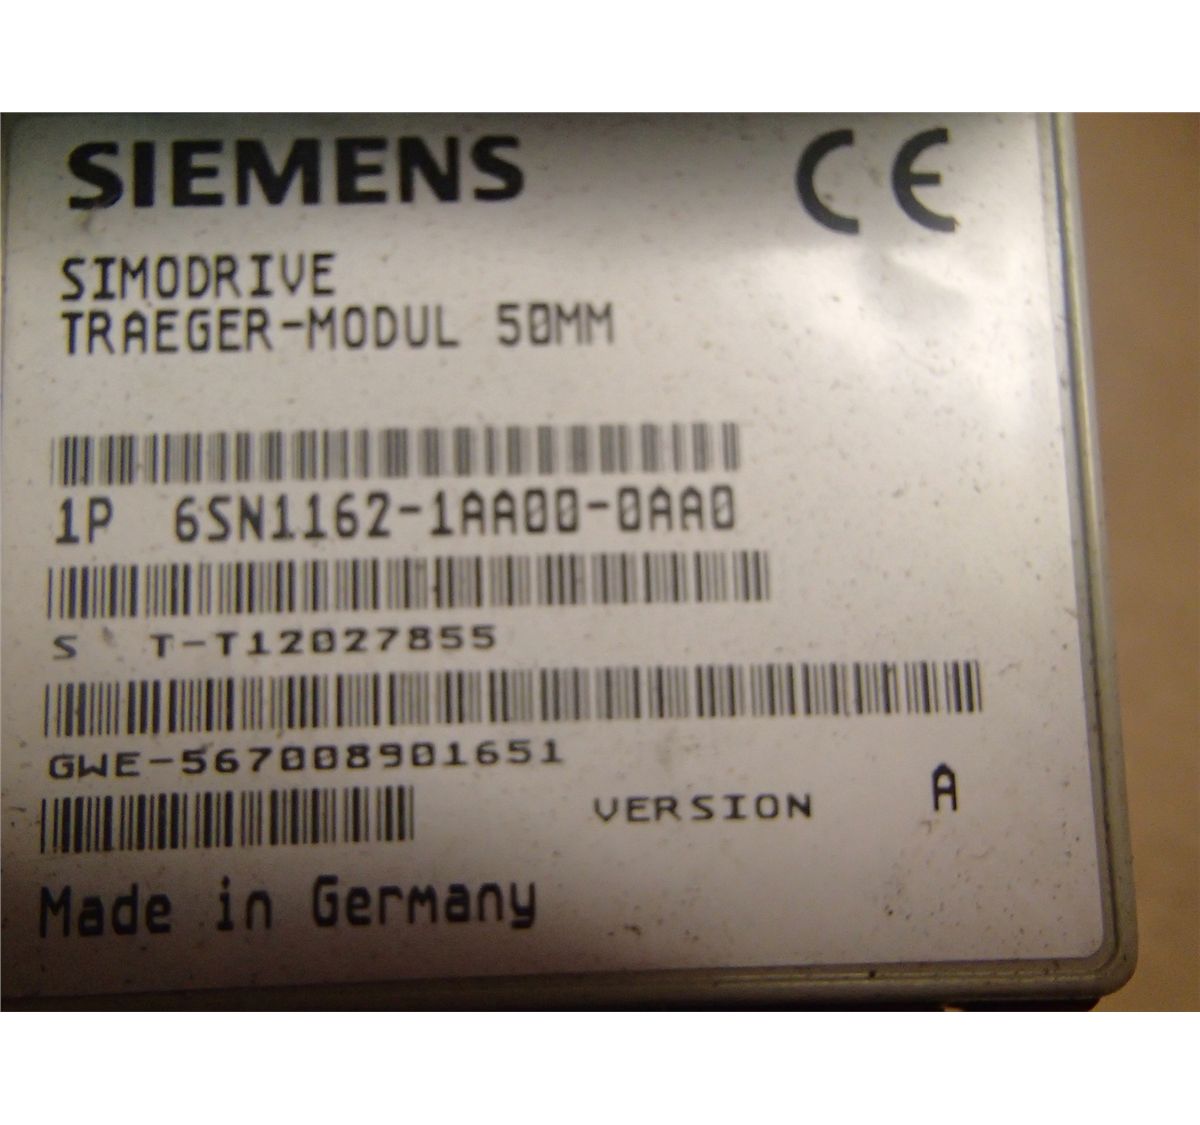 SIEMENS
CE
SIMODRIVE
TRAEGER-MODUL 50MM
1P 6SN1162-1AA00-0AA0
S T-T12027855
GWE-567008901651
VERSION A
Made in Germany